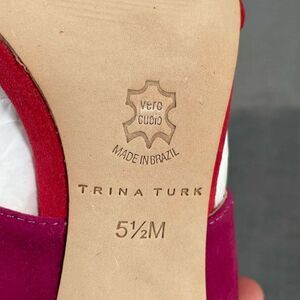 vero
cuoio
MADE IN BRAZIL
TRINA TURK
5½M